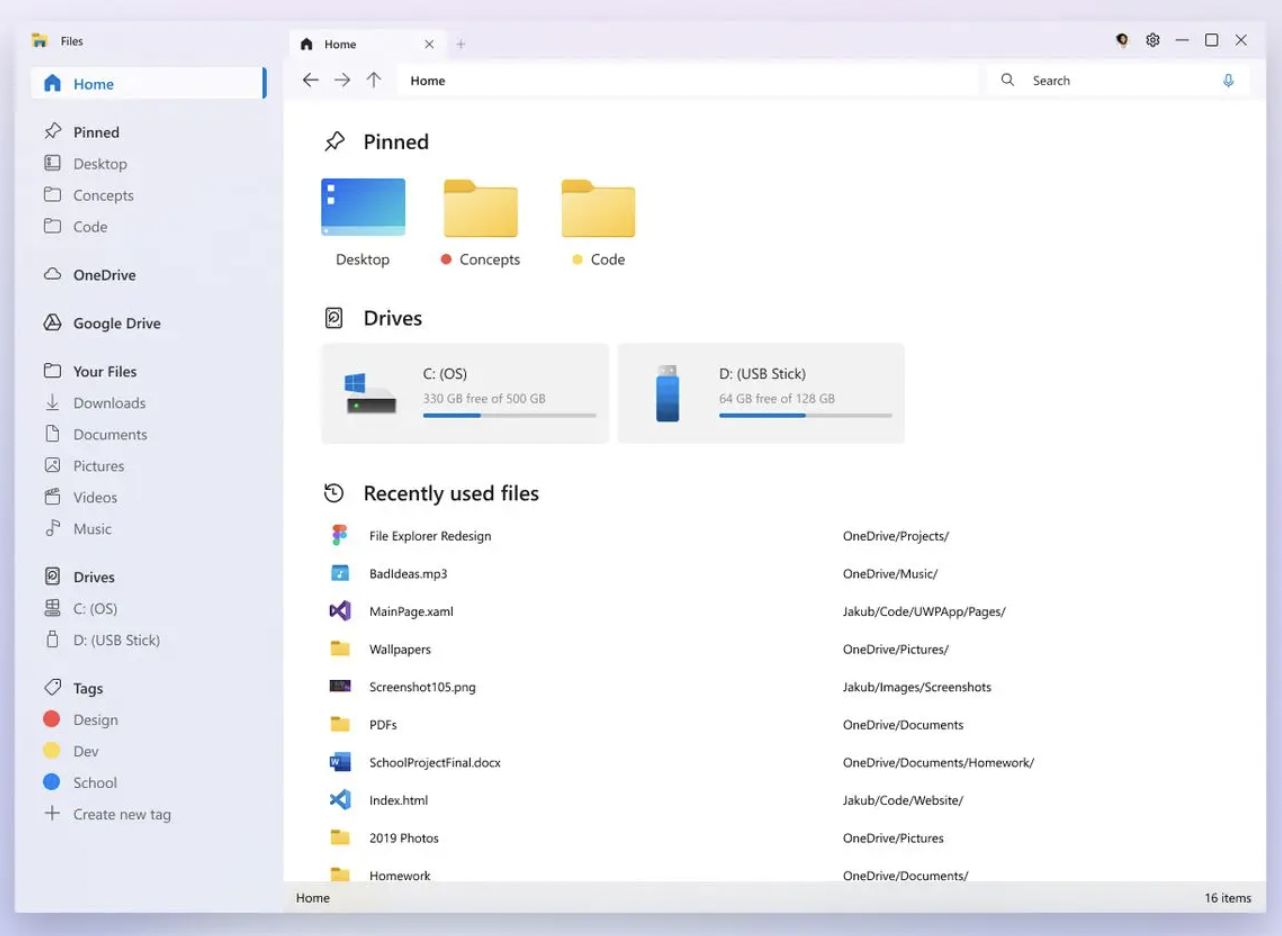 Files
Home
Pinned
Desktop
Concepts
Code
OneDrive
Google Drive
Your Files
Downloads
Documents
Pictures
Videos
Music
Drives
C: (OS)
D: (USB Stick)
Tags
Design
Dev
School
Create new tag
Home
Home
Search
Pinned
Desktop
Concepts
Code
Drives
C: (OS)
330 GB free of 500 GB
D: (USB Stick)
64 GB free of 128 GB
Recently used files
File Explorer Redesign OneDrive/Projects/
BadIdeas.mp3 OneDrive/Music/
MainPage.xaml Jakub/Code/UWPApp/Pages/
Wallpapers OneDrive/Pictures/
Screenshot105.png Jakub/Images/Screenshots
PDFs OneDrive/Documents
SchoolProjectFinal.docx OneDrive/Documents/Homework/
Index.html Jakub/Code/Website/
2019 Photos OneDrive/Pictures
Homework OneDrive/Documents/
Home 16 items